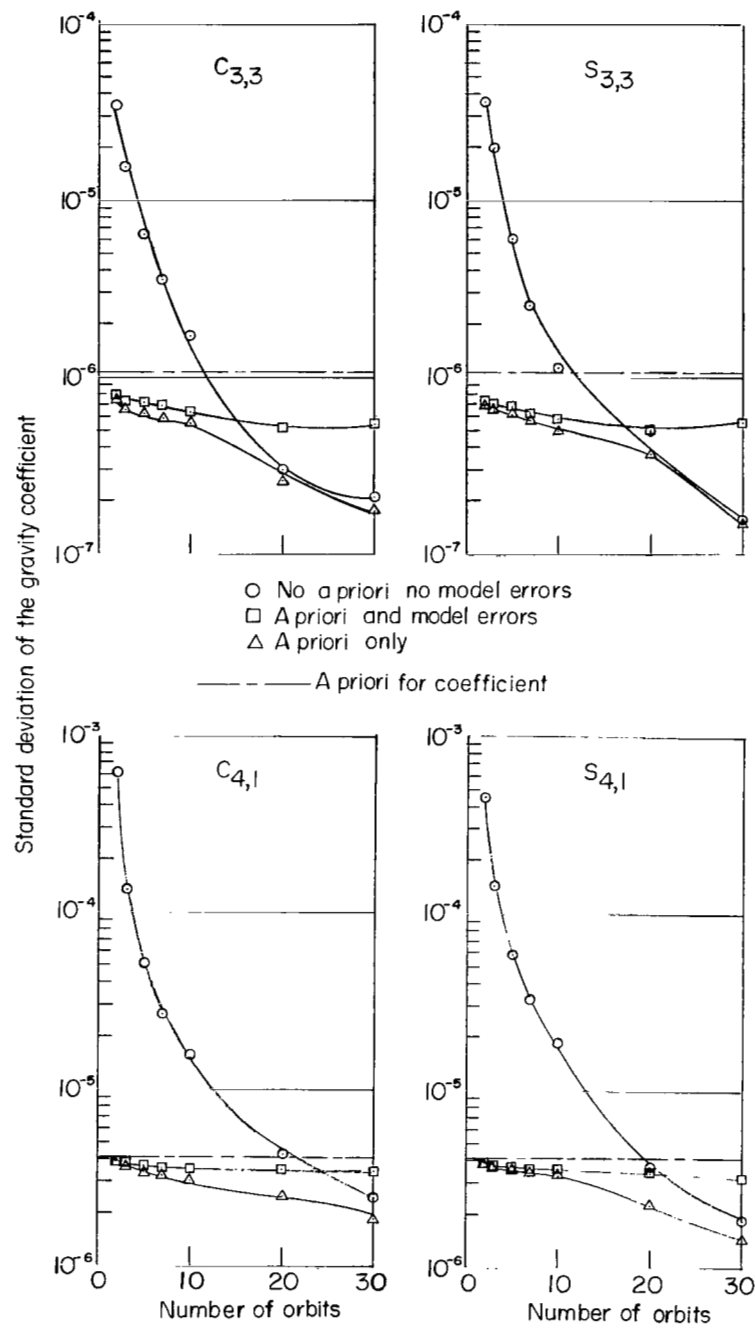 Standard deviation of the gravity coefficient
10⁻⁴
C3,3
10⁻⁵
10⁻⁶
10⁻⁷
10⁻⁴
S3,3
10⁻⁵
10⁻⁶
10⁻⁷
○ No a priori no model errors
□ A priori and model errors
△ A priori only
A priori for coefficient
10⁻³
C4,1
10⁻⁴
10⁻⁵
10⁻⁶
0 10 20 30
Number of orbits
10⁻³
S4,1
10⁻⁴
10⁻⁵
10⁻⁶
0 10 20 30
Number of orbits